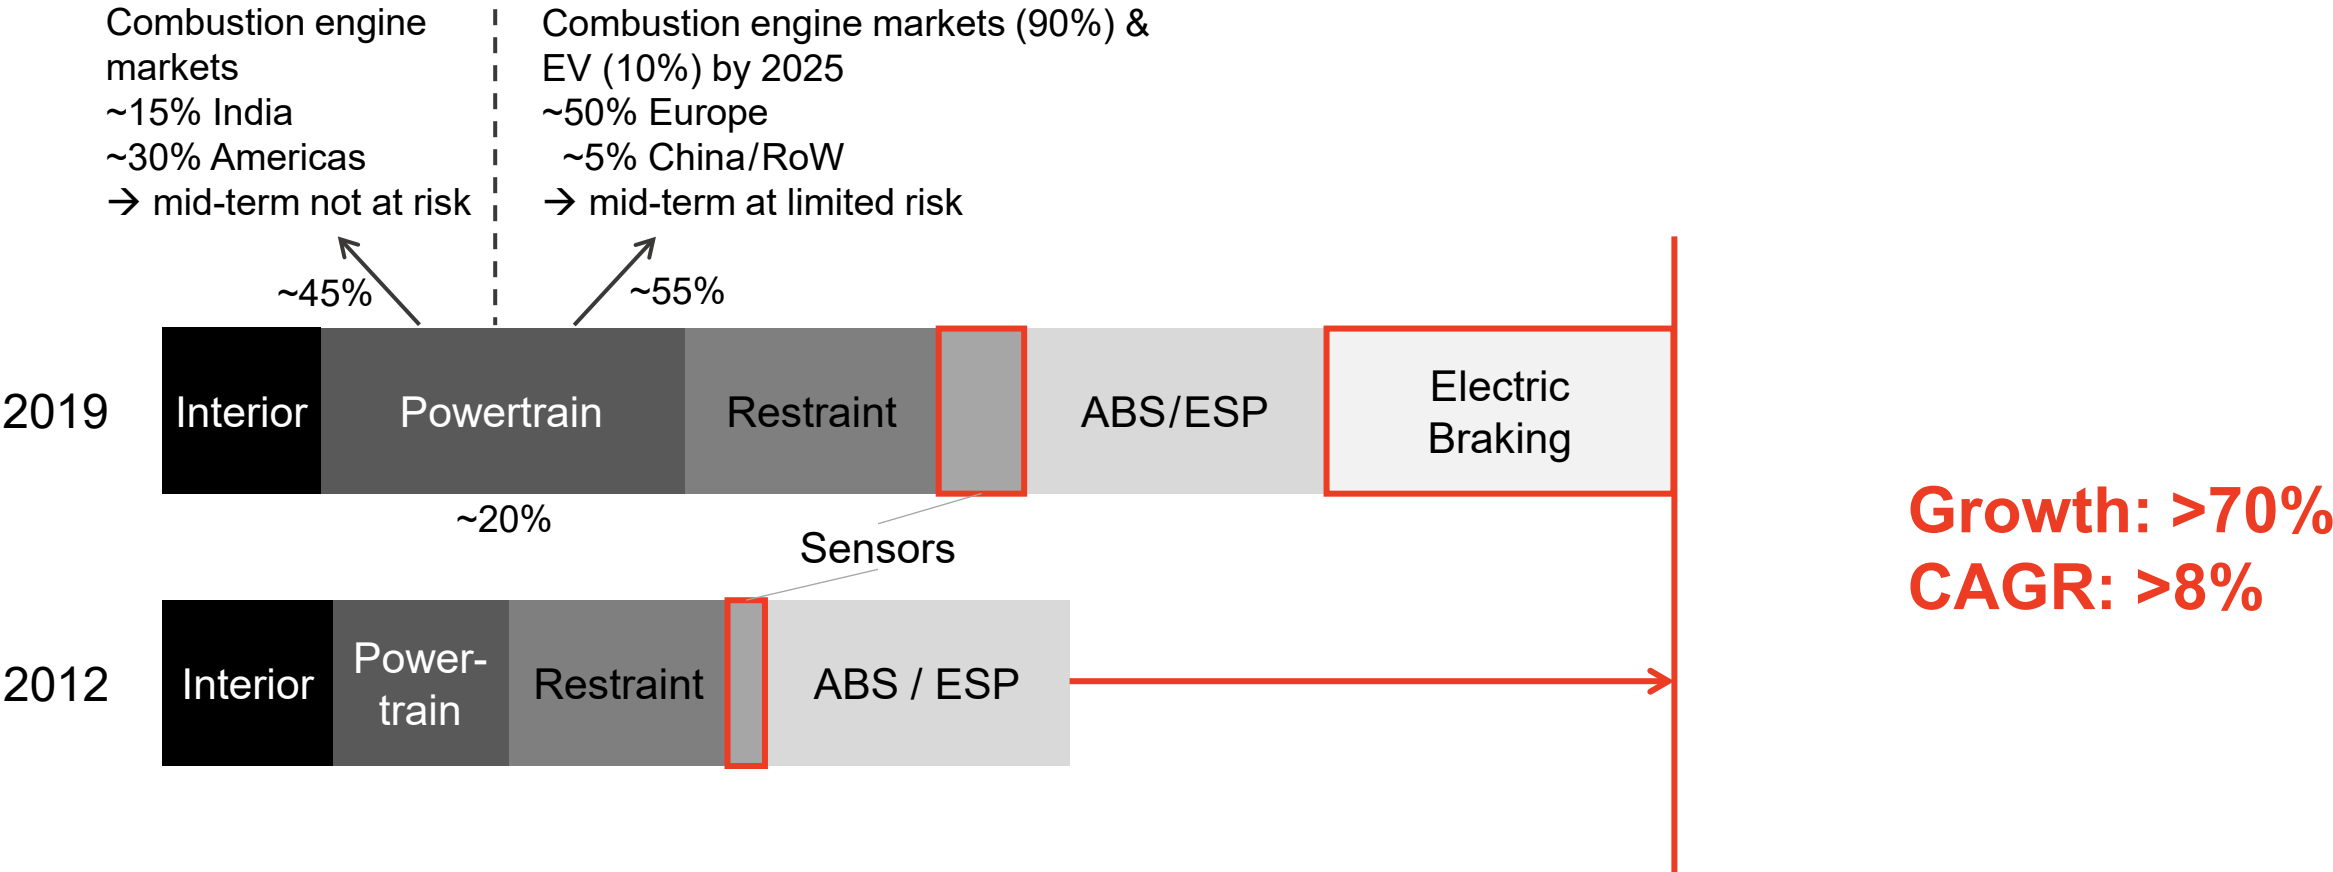 Combustion engine
markets
~15% India
~30% Americas
→ mid-term not at risk
Combustion engine markets (90%) &
EV (10%) by 2025
~50% Europe
~5% China/RoW
→ mid-term at limited risk
~45%
~55%
2019
Interior
Powertrain
Restraint
ABS/ESP
Electric
Braking
~20%
Sensors
Growth: >70%
CAGR: >8%
2012
Interior
Power-
train
Restraint
ABS / ESP